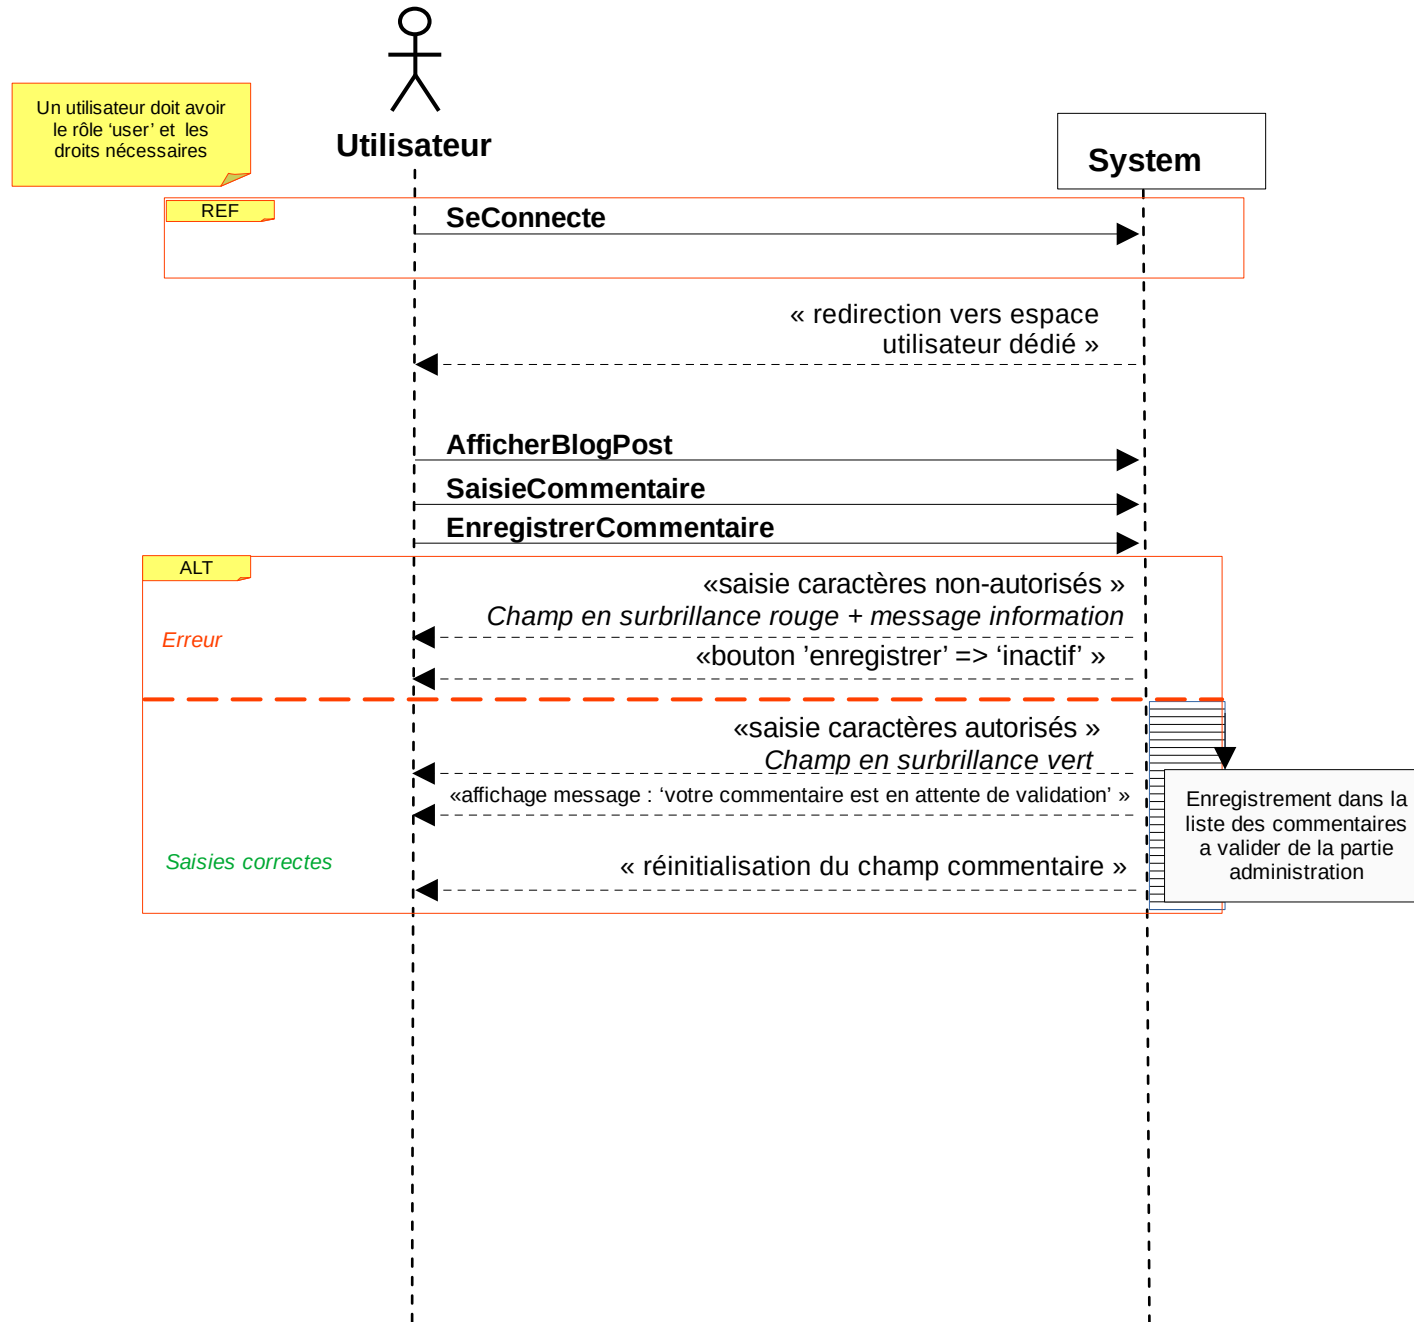 Un utilisateur doit avoir
le rôle ‘user’ et les
droits nécessaires
Utilisateur
System
REF
SeConnecte
« redirection vers espace
utilisateur dédié »
AfficherBlogPost
SaisieCommentaire
EnregistrerCommentaire
ALT
«saisie caractères non-autorisés »
Champ en surbrillance rouge + message information
Erreur
«bouton ’enregistrer’ => ‘inactif’ »
«saisie caractères autorisés »
Champ en surbrillance vert
«affichage message : ‘votre commentaire est en attente de validation’ »
Enregistrement dans la
liste des commentaires
a valider de la partie
administration
Saisies correctes
« réinitialisation du champ commentaire »